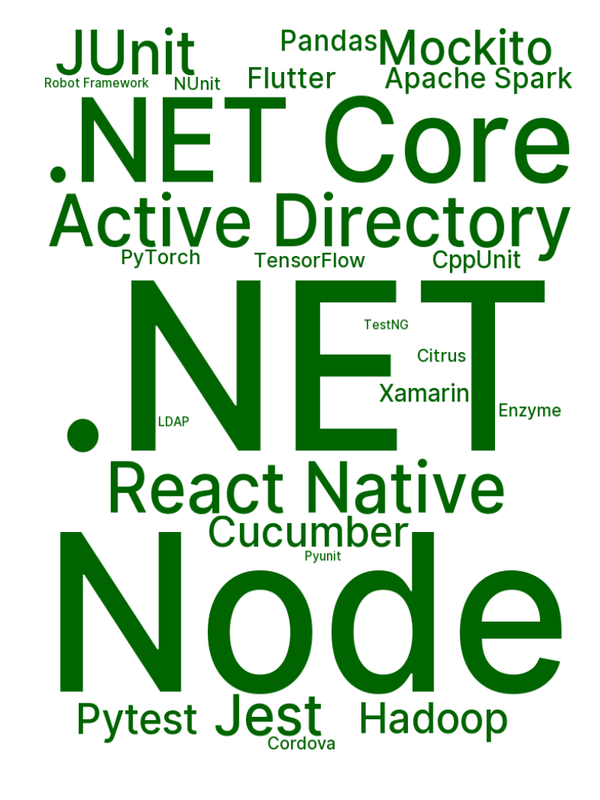 JUnit
Pandas
Mockito
Robot Framework
NUnit
Flutter
Apache Spark
.NET Core
Active Directory
PyTorch
TensorFlow
CppUnit
.NET
TestNG
Citrus
Xamarin
Enzyme
LDAP
React Native
Cucumber
Pyunit
Node
Pytest
Jest
Hadoop
Cordova